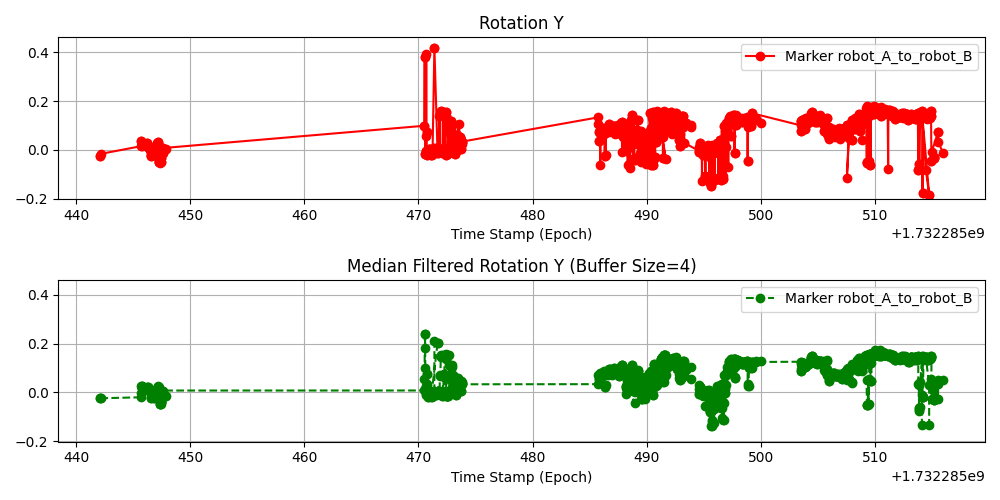 Rotation Y
0.4
0.2
0.0
−0.2
Marker robot_A_to_robot_B
440 450 460 470 480 490 500 510
Time Stamp (Epoch)
+1.732285e9
Median Filtered Rotation Y (Buffer Size=4)
0.4
0.2
0.0
−0.2
Marker robot_A_to_robot_B
440 450 460 470 480 490 500 510
Time Stamp (Epoch)
+1.732285e9